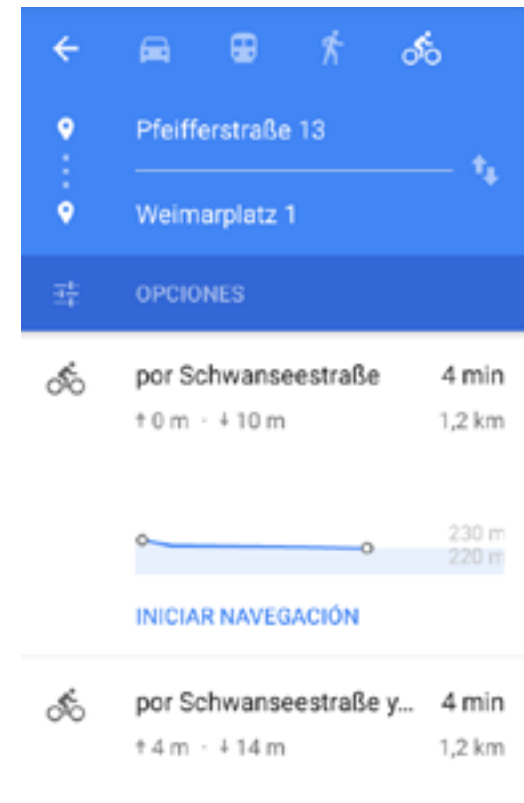 Pfeifferstraße 13
Weimarplatz 1
OPCIONES
por Schwanseestraße 4 min
↑ 0 m · ↓ 10 m 1,2 km
230 m
220 m
INICIAR NAVEGACIÓN
por Schwanseestraße y... 4 min
↑ 4 m · ↓ 14 m 1,2 km